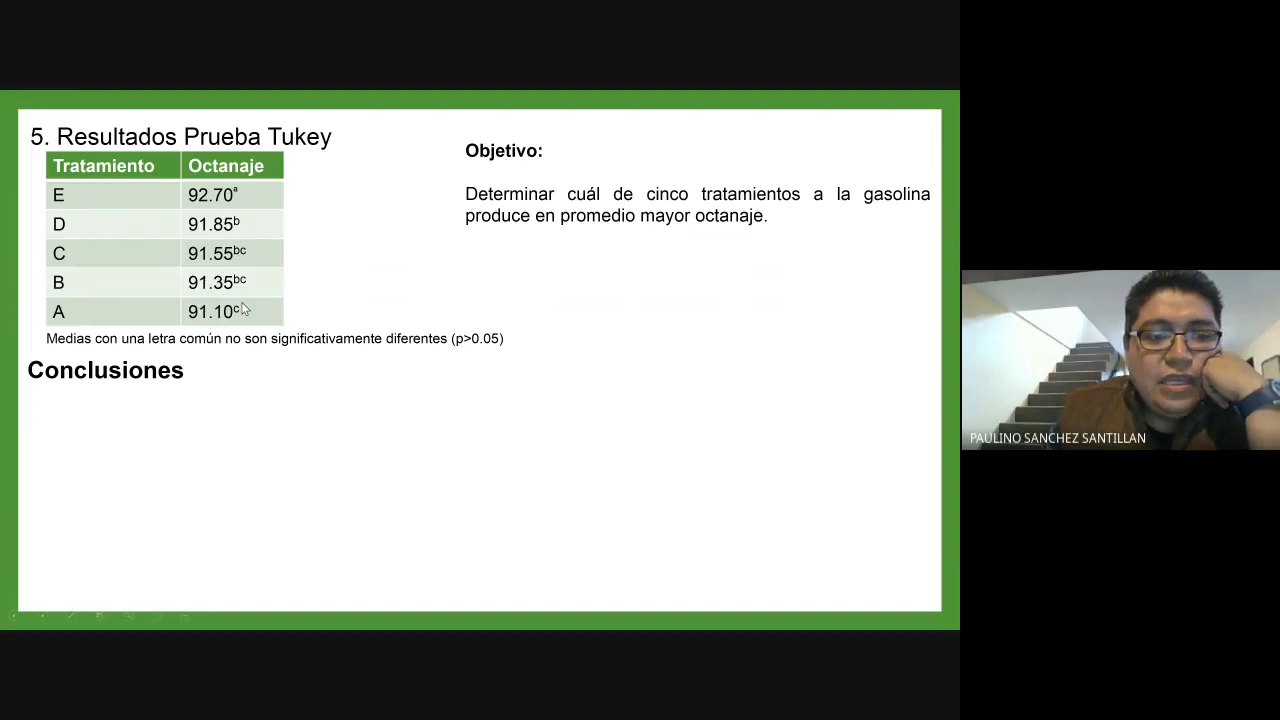 5. Resultados Prueba Tukey
Tratamiento Octanaje
E 92.70ª
D 91.85ᵇ
C 91.55ᵇᶜ
B 91.35ᵇᶜ
A 91.10ᶜ
Medias con una letra común no son significativamente diferentes (p>0.05)
Objetivo:
Determinar cuál de cinco tratamientos a la gasolina
produce en promedio mayor octanaje.
Conclusiones
PAULINO SANCHEZ SANTILLAN